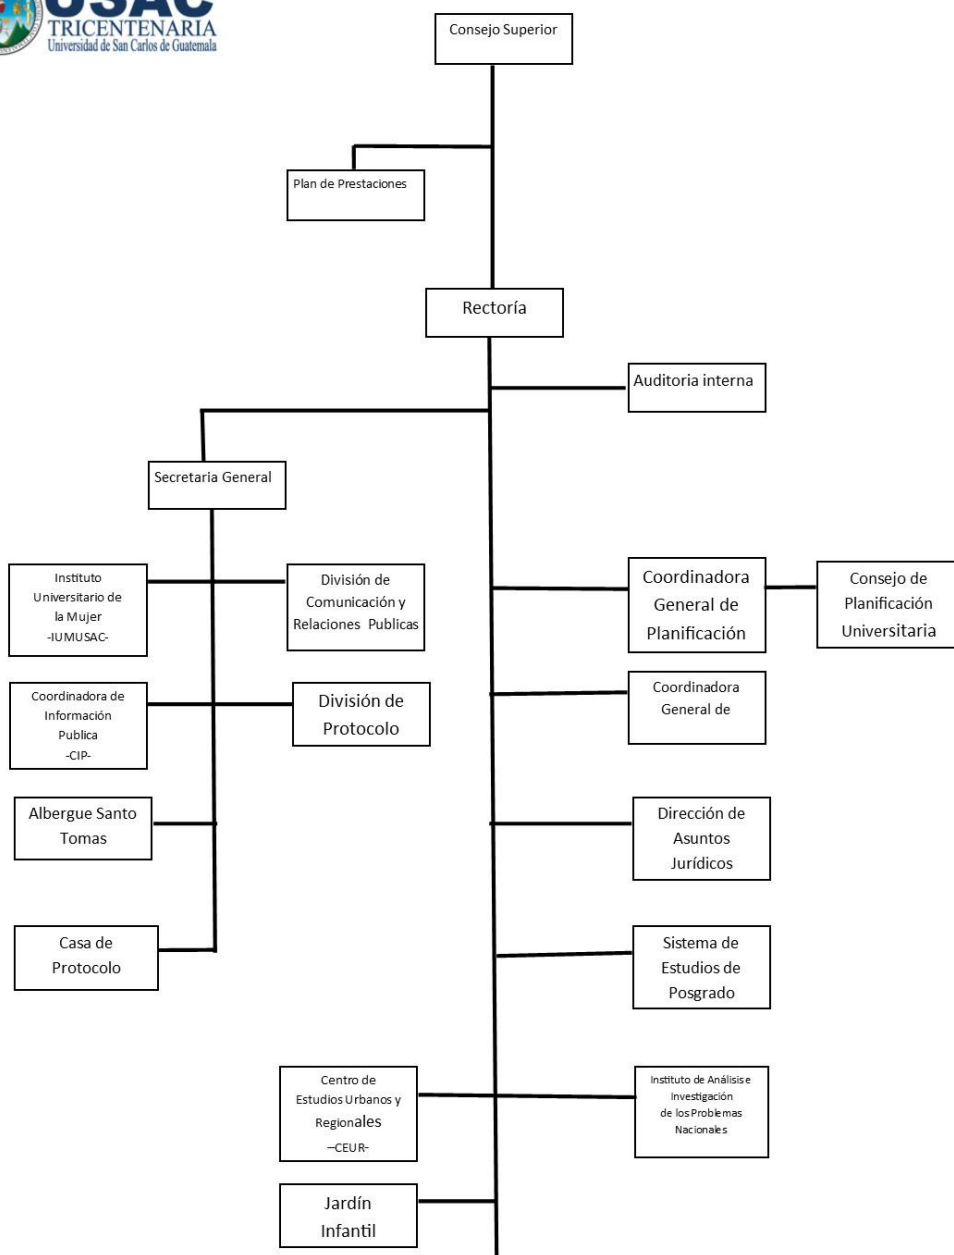 USAC
TRICENTENARIA
Universidad de San Carlos de Guatemala
Consejo Superior
Plan de Prestaciones
Rectoría
Auditoria interna
Secretaria General
Instituto
Universitario de
la Mujer
-IUMUSAC-
División de
Comunicación y
Relaciones Publicas
Coordinadora
General de
Planificación
Consejo de
Planificación
Universitaria
Coordinadora de
Información
Publica
-CIP-
División de
Protocolo
Coordinadora
General de
Albergue Santo
Tomas
Dirección de
Asuntos
Jurídicos
Casa de
Protocolo
Sistema de
Estudios de
Posgrado
Centro de
Estudios Urbanos y
Regionales
–CEUR-
Instituto de Análisis e
Investigación
de los Problemas
Nacionales
Jardín
Infantil